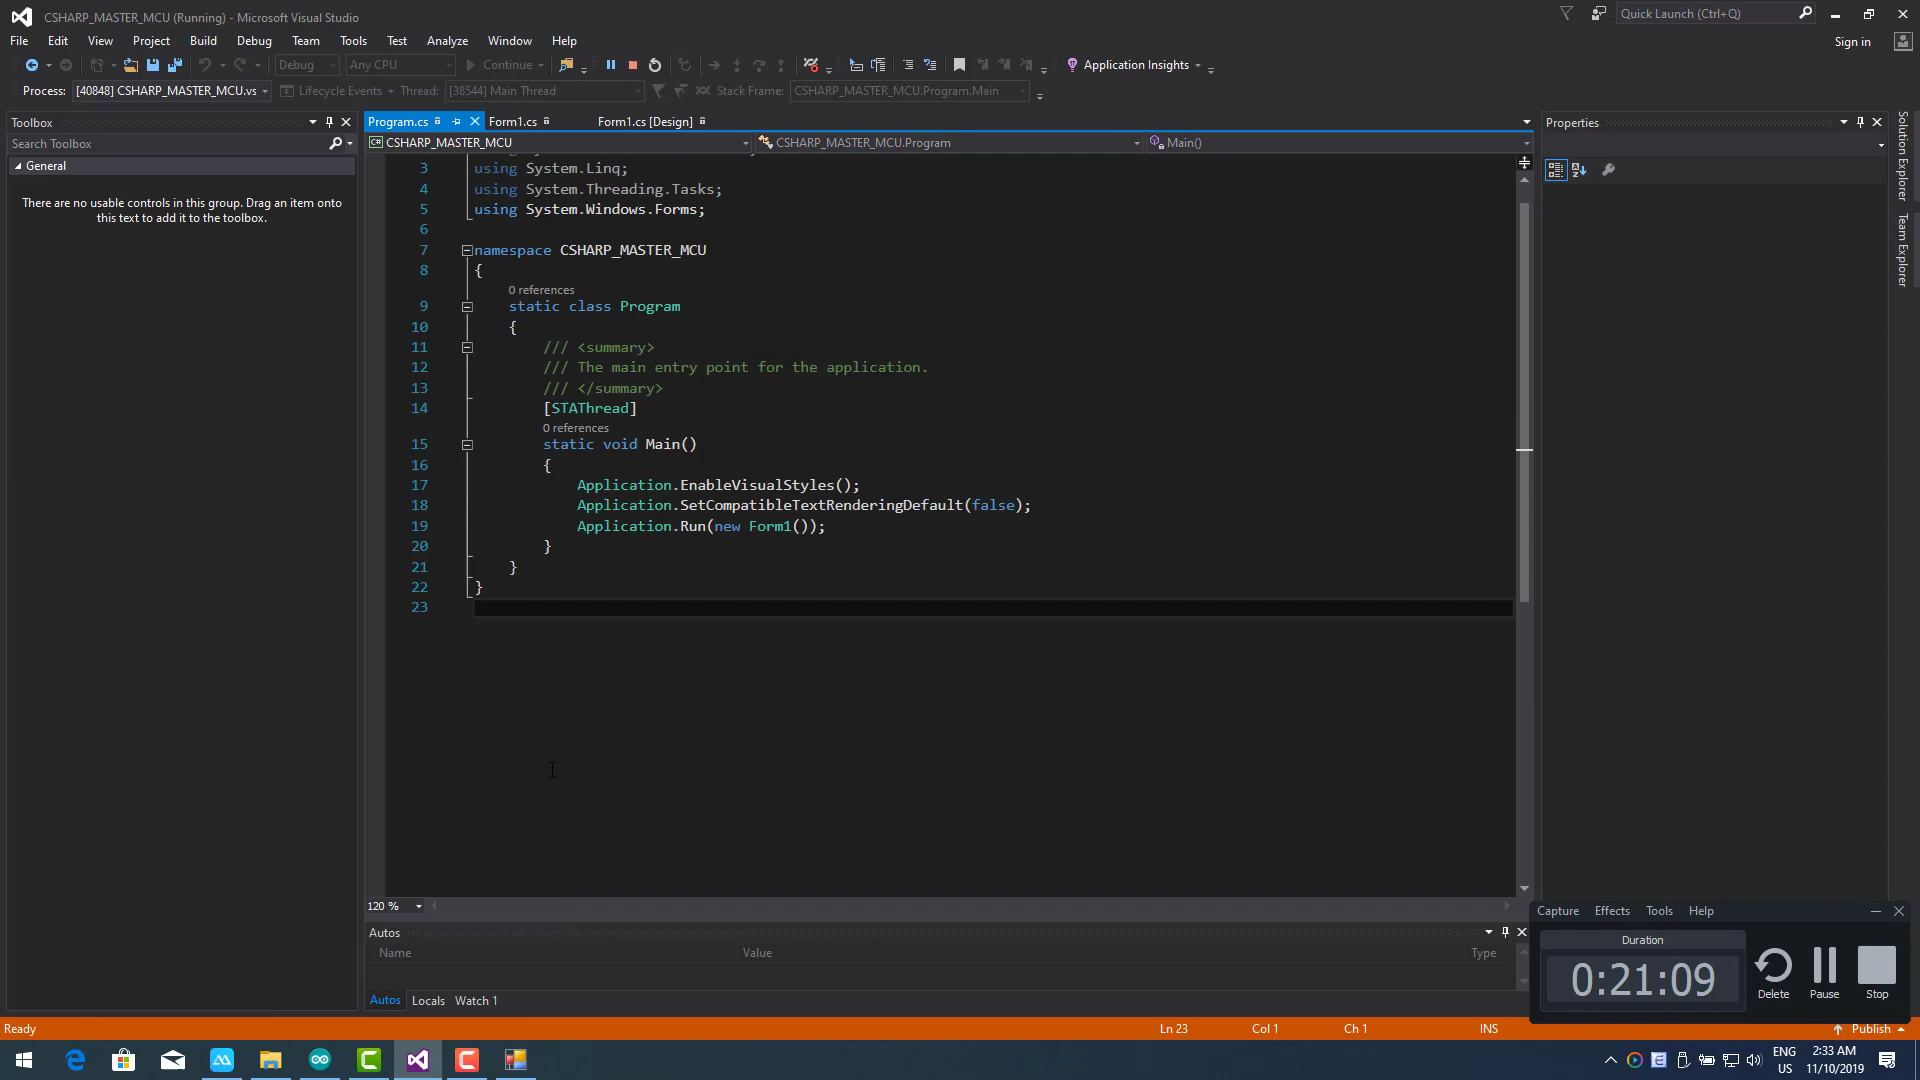 CSHARP_MASTER_MCU (Running) - Microsoft Visual Studio
Quick Launch (Ctrl+Q)
File Edit View Project Build Debug Team Tools Test Analyze Window Help
Sign in
Debug Any CPU Continue Application Insights
Process: [40848] CSHARP_MASTER_MCU.vs Lifecycle Events Thread: [38544] Main Thread Stack Frame: CSHARP_MASTER_MCU.Program.Main
Toolbox
Search Toolbox
General
There are no usable controls in this group. Drag an item onto
this text to add it to the toolbox.
Program.cs Form1.cs Form1.cs [Design]
CSHARP_MASTER_MCU CSHARP_MASTER_MCU.Program Main()
3 using System.Linq;
4 using System.Threading.Tasks;
5 using System.Windows.Forms;
6
7 namespace CSHARP_MASTER_MCU
8 {
0 references
9 static class Program
10 {
11 /// <summary>
12 /// The main entry point for the application.
13 /// </summary>
14 [STAThread]
0 references
15 static void Main()
16 {
17 Application.EnableVisualStyles();
18 Application.SetCompatibleTextRenderingDefault(false);
19 Application.Run(new Form1());
20 }
21 }
22 }
23
120 %
Autos
Name Value Type
Autos Locals Watch 1
Properties
Solution Explorer
Team Explorer
Capture Effects Tools Help
Duration
0:21:09
Delete Pause Stop
Ready Ln 23 Col 1 Ch 1 INS Publish
ENG
US
2:33 AM
11/10/2019